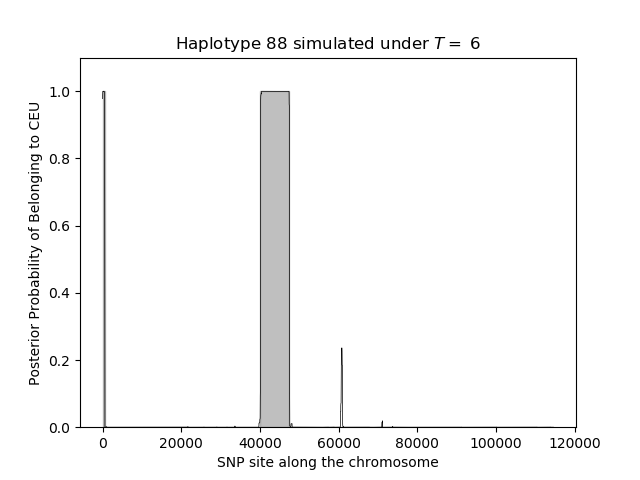 Haplotype 88 simulated under T = 6
Posterior Probability of Belonging to CEU
1.0
0.8
0.6
0.4
0.2
0.0
0 20000 40000 60000 80000 100000 120000
SNP site along the chromosome